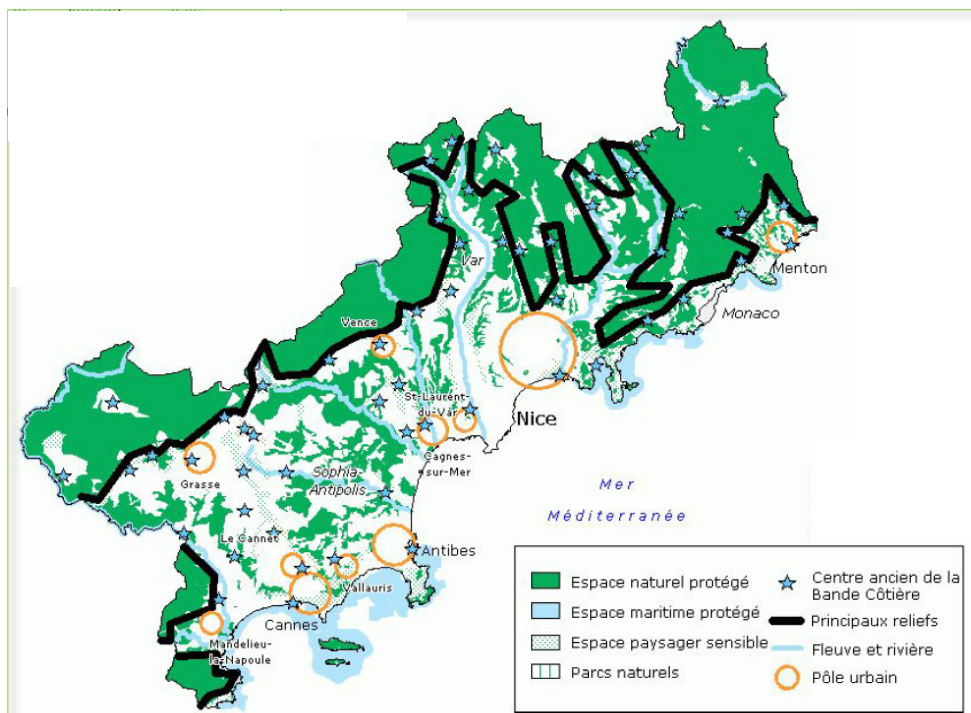 Var
Menton
Monaco
Vence
St-Laurent-
du-Var
Nice
Cagnes-
sur-Mer
Grasse
Sophia-
Antipolis
Mer
Méditerranée
Le Cannet
Antibes
Vallauris
Cannes
Mandelieu-
la-Napoule
Espace naturel protégé
Espace maritime protégé
Espace paysager sensible
Parcs naturels
Centre ancien de la
Bande Côtière
Principaux reliefs
Fleuve et rivière
Pôle urbain